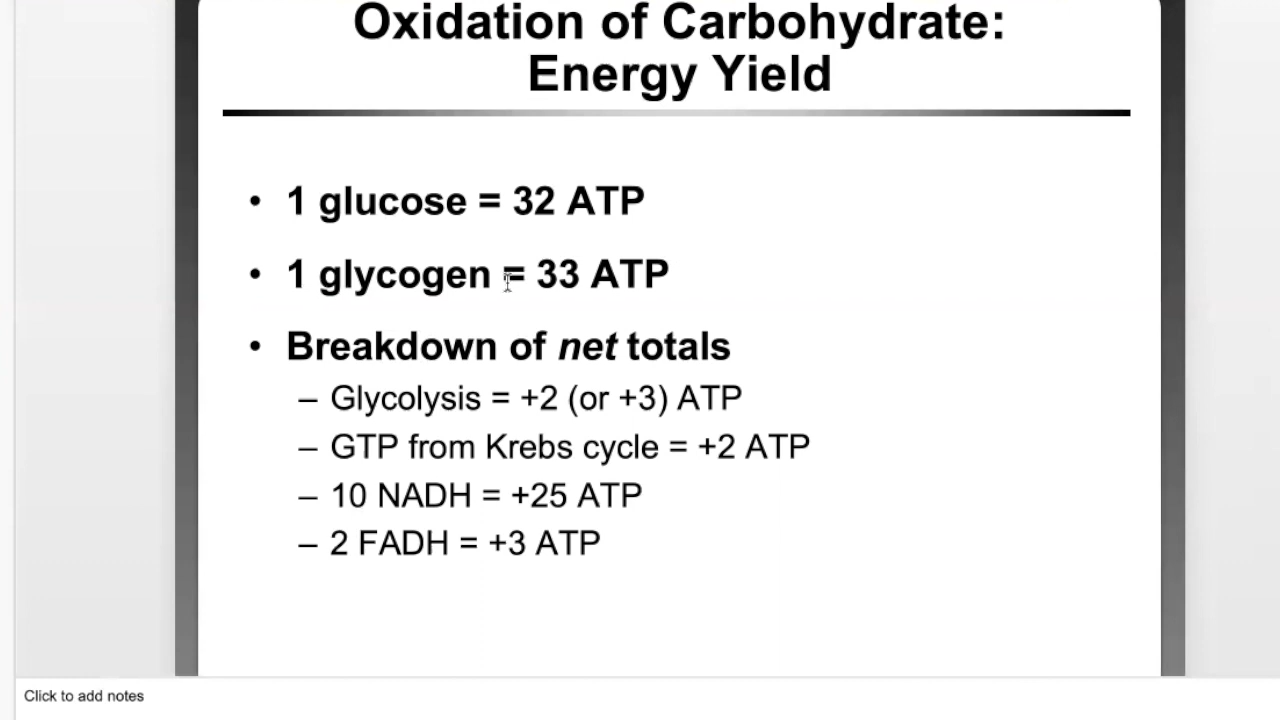 Oxidation of Carbohydrate:
Energy Yield
• 1 glucose = 32 ATP
• 1 glycogen = 33 ATP
• Breakdown of net totals
– Glycolysis = +2 (or +3) ATP
– GTP from Krebs cycle = +2 ATP
– 10 NADH = +25 ATP
– 2 FADH = +3 ATP
Click to add notes